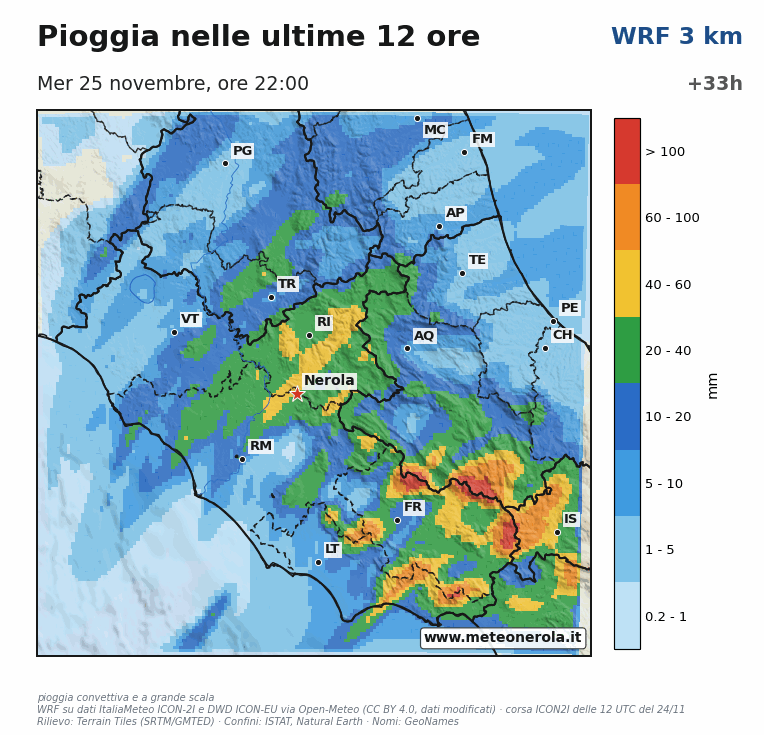 Pioggia nelle ultime 12 ore
WRF 3 km
Mer 25 novembre, ore 22:00
+33h
MC
FM
PG
AP
TE
TR
PE
VT
RI
AQ
CH
Nerola
RM
FR
IS
LT
www.meteonerola.it
> 100
60 - 100
40 - 60
20 - 40
10 - 20
5 - 10
1 - 5
0.2 - 1
mm
pioggia convettiva e a grande scala
WRF su dati ItaliaMeteo ICON-2I e DWD ICON-EU via Open-Meteo (CC BY 4.0, dati modificati) · corsa ICON2I delle 12 UTC del 24/11
Rilievo: Terrain Tiles (SRTM/GMTED) · Confini: ISTAT, Natural Earth · Nomi: GeoNames